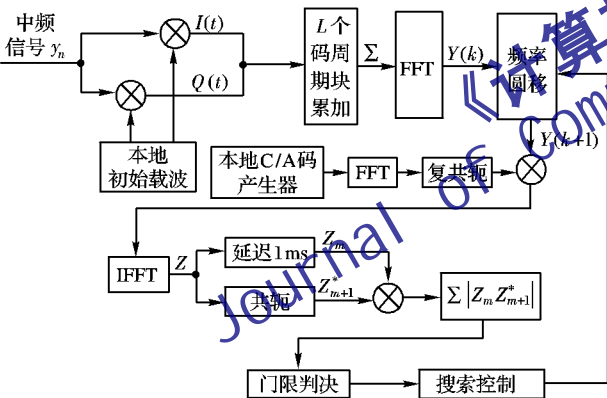 中频
信号 yₙ
I(t)
Q(t)
本地
初始载波
L个
码周
期块
累加
Σ
FFT
Y(k)
频率
圆移
Y(k+1)
本地C/A码
产生器
FFT
复共轭
IFFT
Z
延迟1ms
Zₘ
共轭
Z*ₘ₊₁
Σ|ZₘZ*ₘ₊₁|
门限判决
搜索控制
《计算
Journal of Com